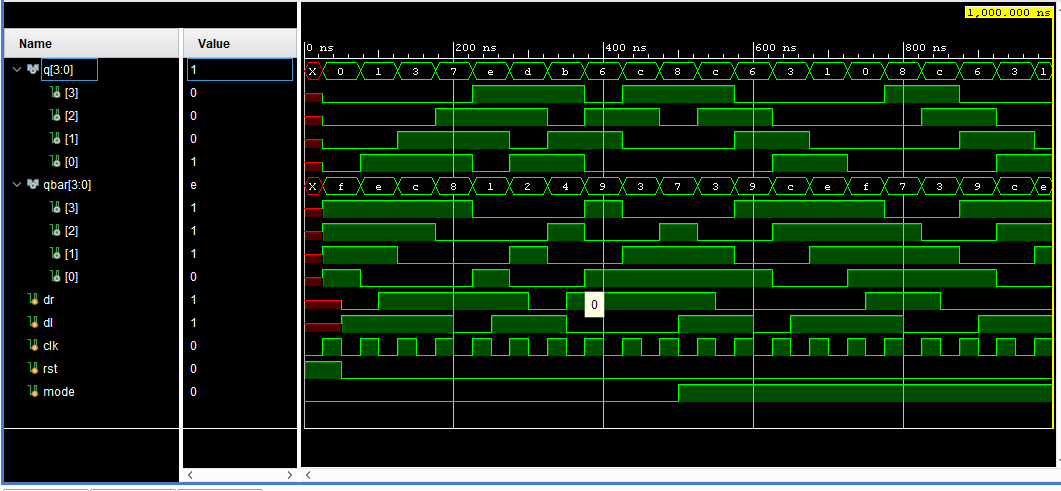 1,000.000 ns
Name Value
0 ns 200 ns 400 ns 600 ns 800 ns
q[3:0] 1 X 0 1 3 7 e d b 6 c 8 c 6 3 1 0 8 c 6 3 1
[3] 0
[2] 0
[1] 0
[0] 1
qbar[3:0] e X f e c 8 1 2 4 9 3 7 3 9 c e f 7 3 9 c e
[3] 1
[2] 1
[1] 1
[0] 0
dr 1 0
dl 1
clk 0
rst 0
mode 0